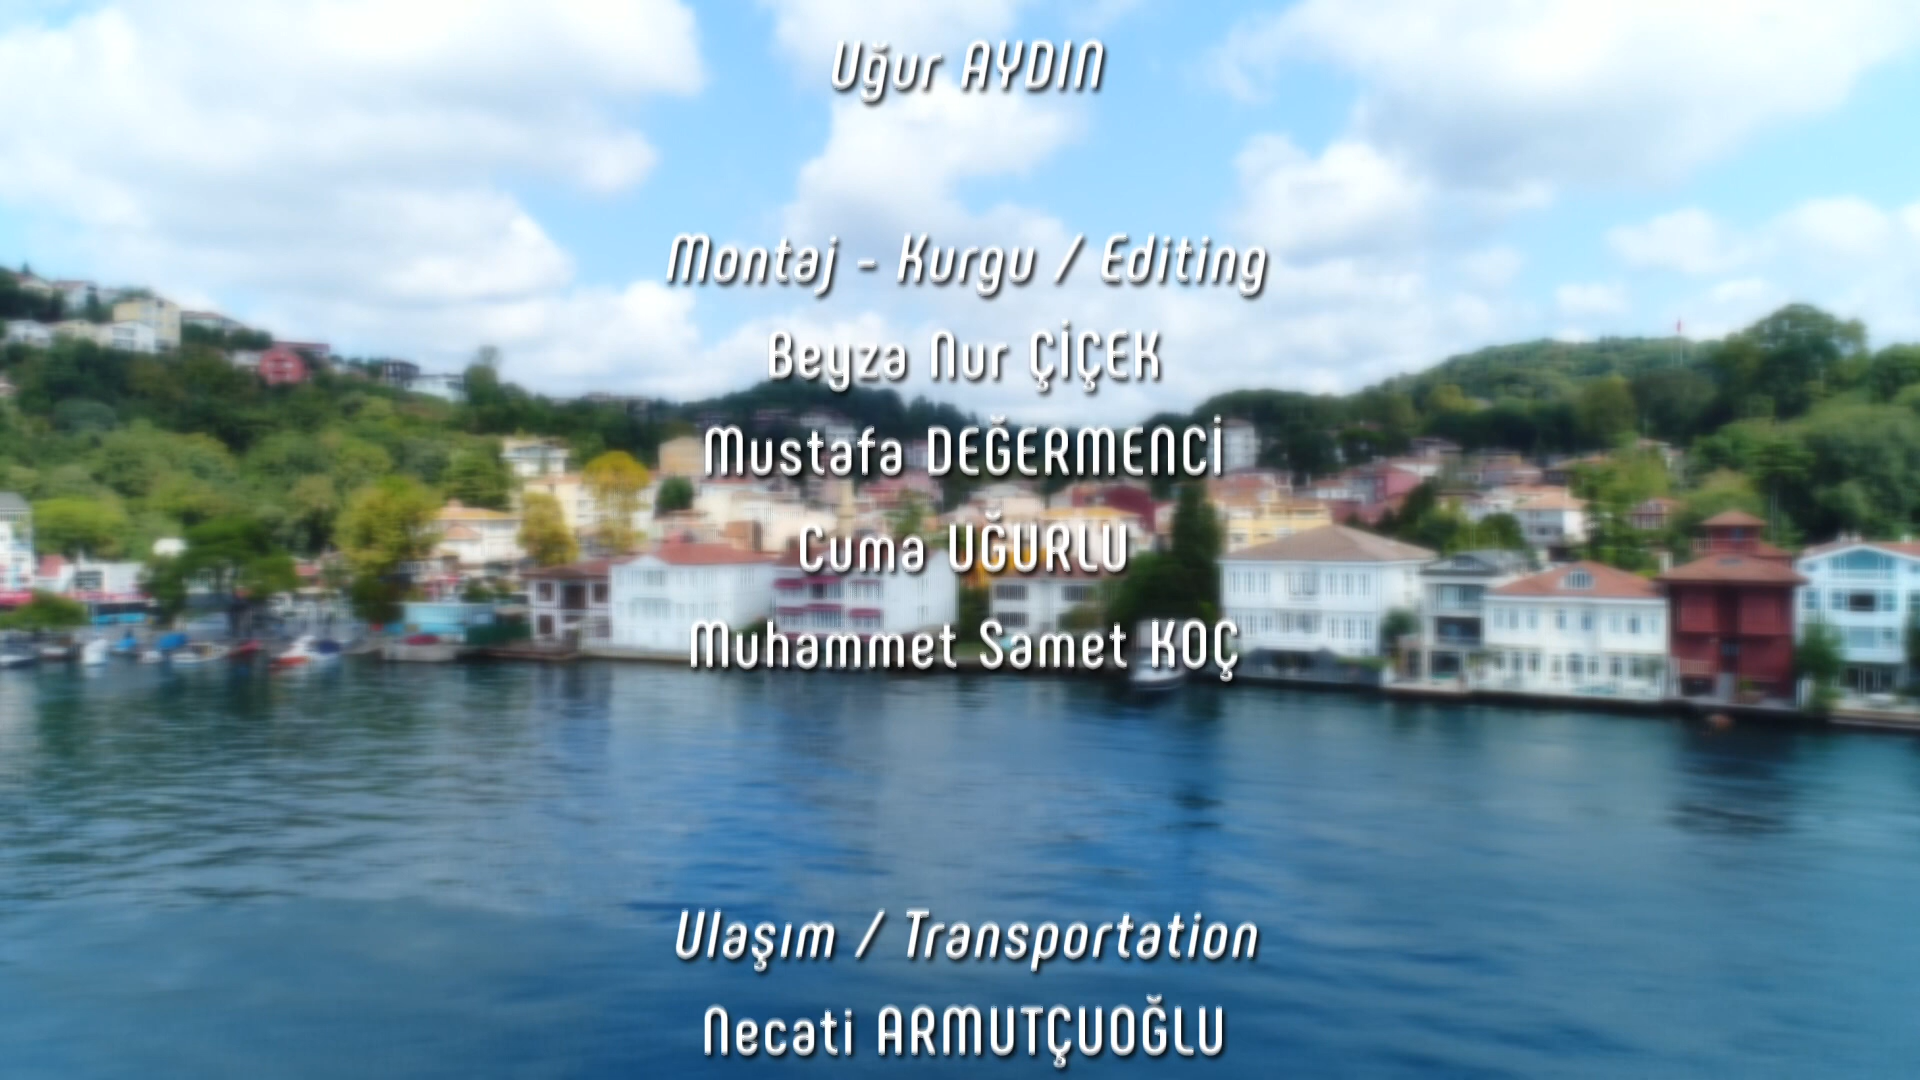 Uğur AYDIN
Montaj - Kurgu / Editing
Beyza Nur ÇİÇEK
Mustafa DEĞERMENCİ
Cuma UĞURLU
Muhammet Samet KOÇ
Ulaşım / Transportation
Necati ARMUTÇUOĞLU